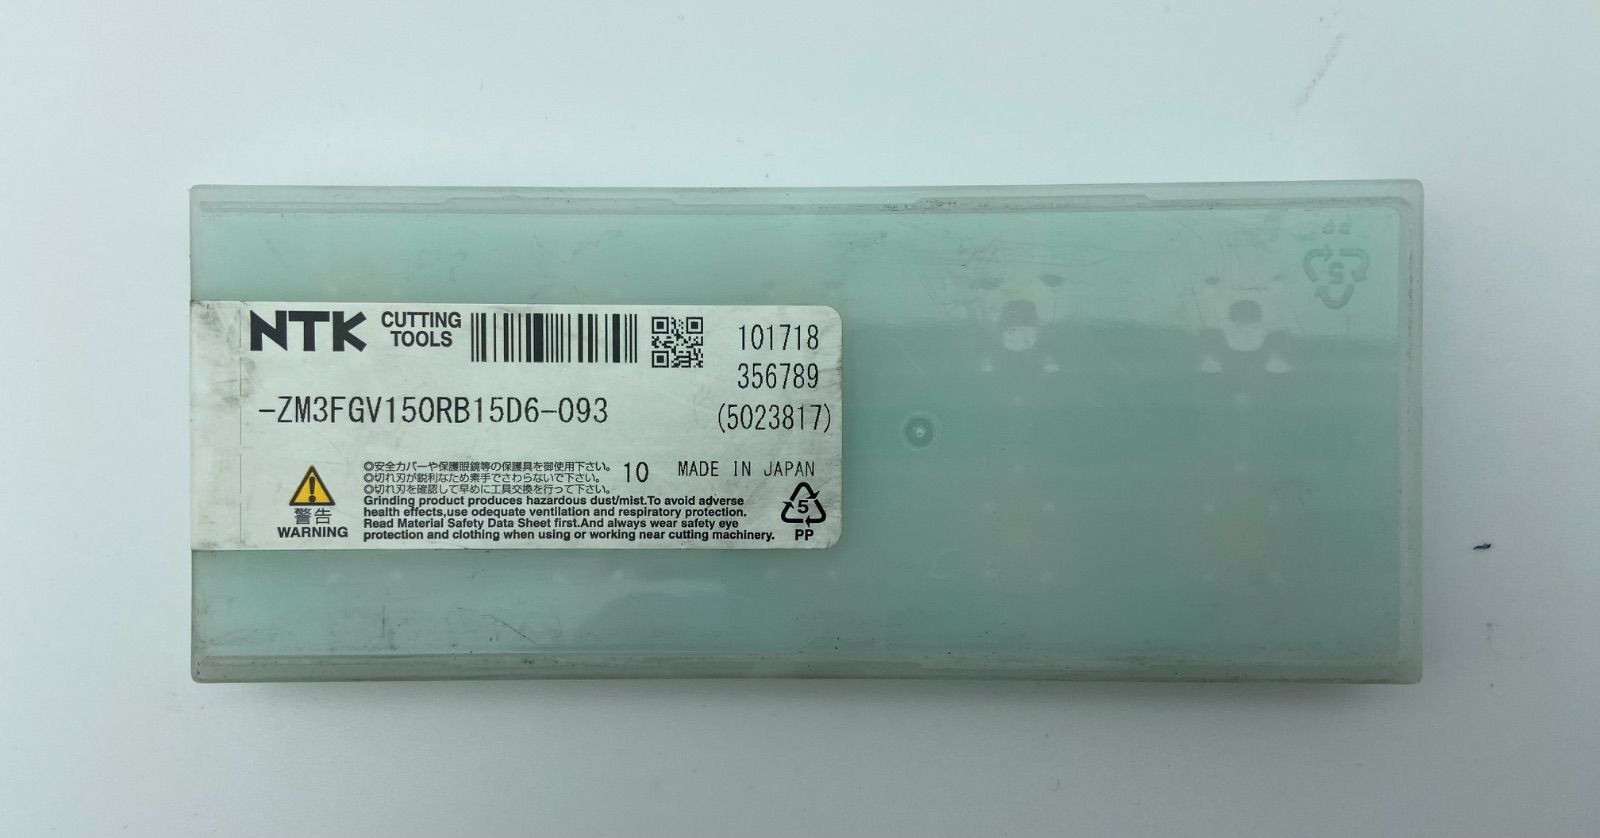 NTK CUTTING TOOLS
101718
356789
-ZM3FGV150RB15D6-093
(5023817)
◎安全カバーや保護眼鏡等の保護具を御使用下さい。
◎切れ刃が鋭利なため素手でさわらないで下さい。
◎切れ刃を確認して早めに工具交換を行って下さい。
10 MADE IN JAPAN
Grinding product produces hazardous dust/mist.To avoid adverse
health effects,use odequate ventilation and respiratory protection.
Read Material Safety Data Sheet first.And always wear safety eye
protection and clothing when using or working near cutting machinery.
警告
WARNING
5
PP